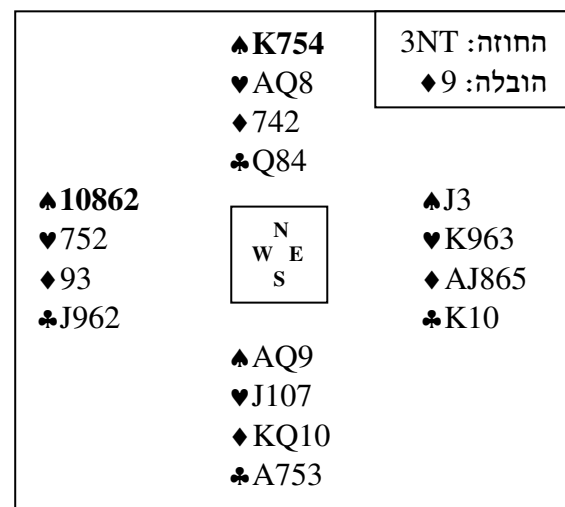 ♠K754
♥AQ8
♦742
♣Q84
החוזה: 3NT
הובלה: 9♦
♠10862
♥752
♦93
♣J962
N
W E
S
♠J3
♥K963
♦AJ865
♣K10
♠AQ9
♥J107
♦KQ10
♣A753